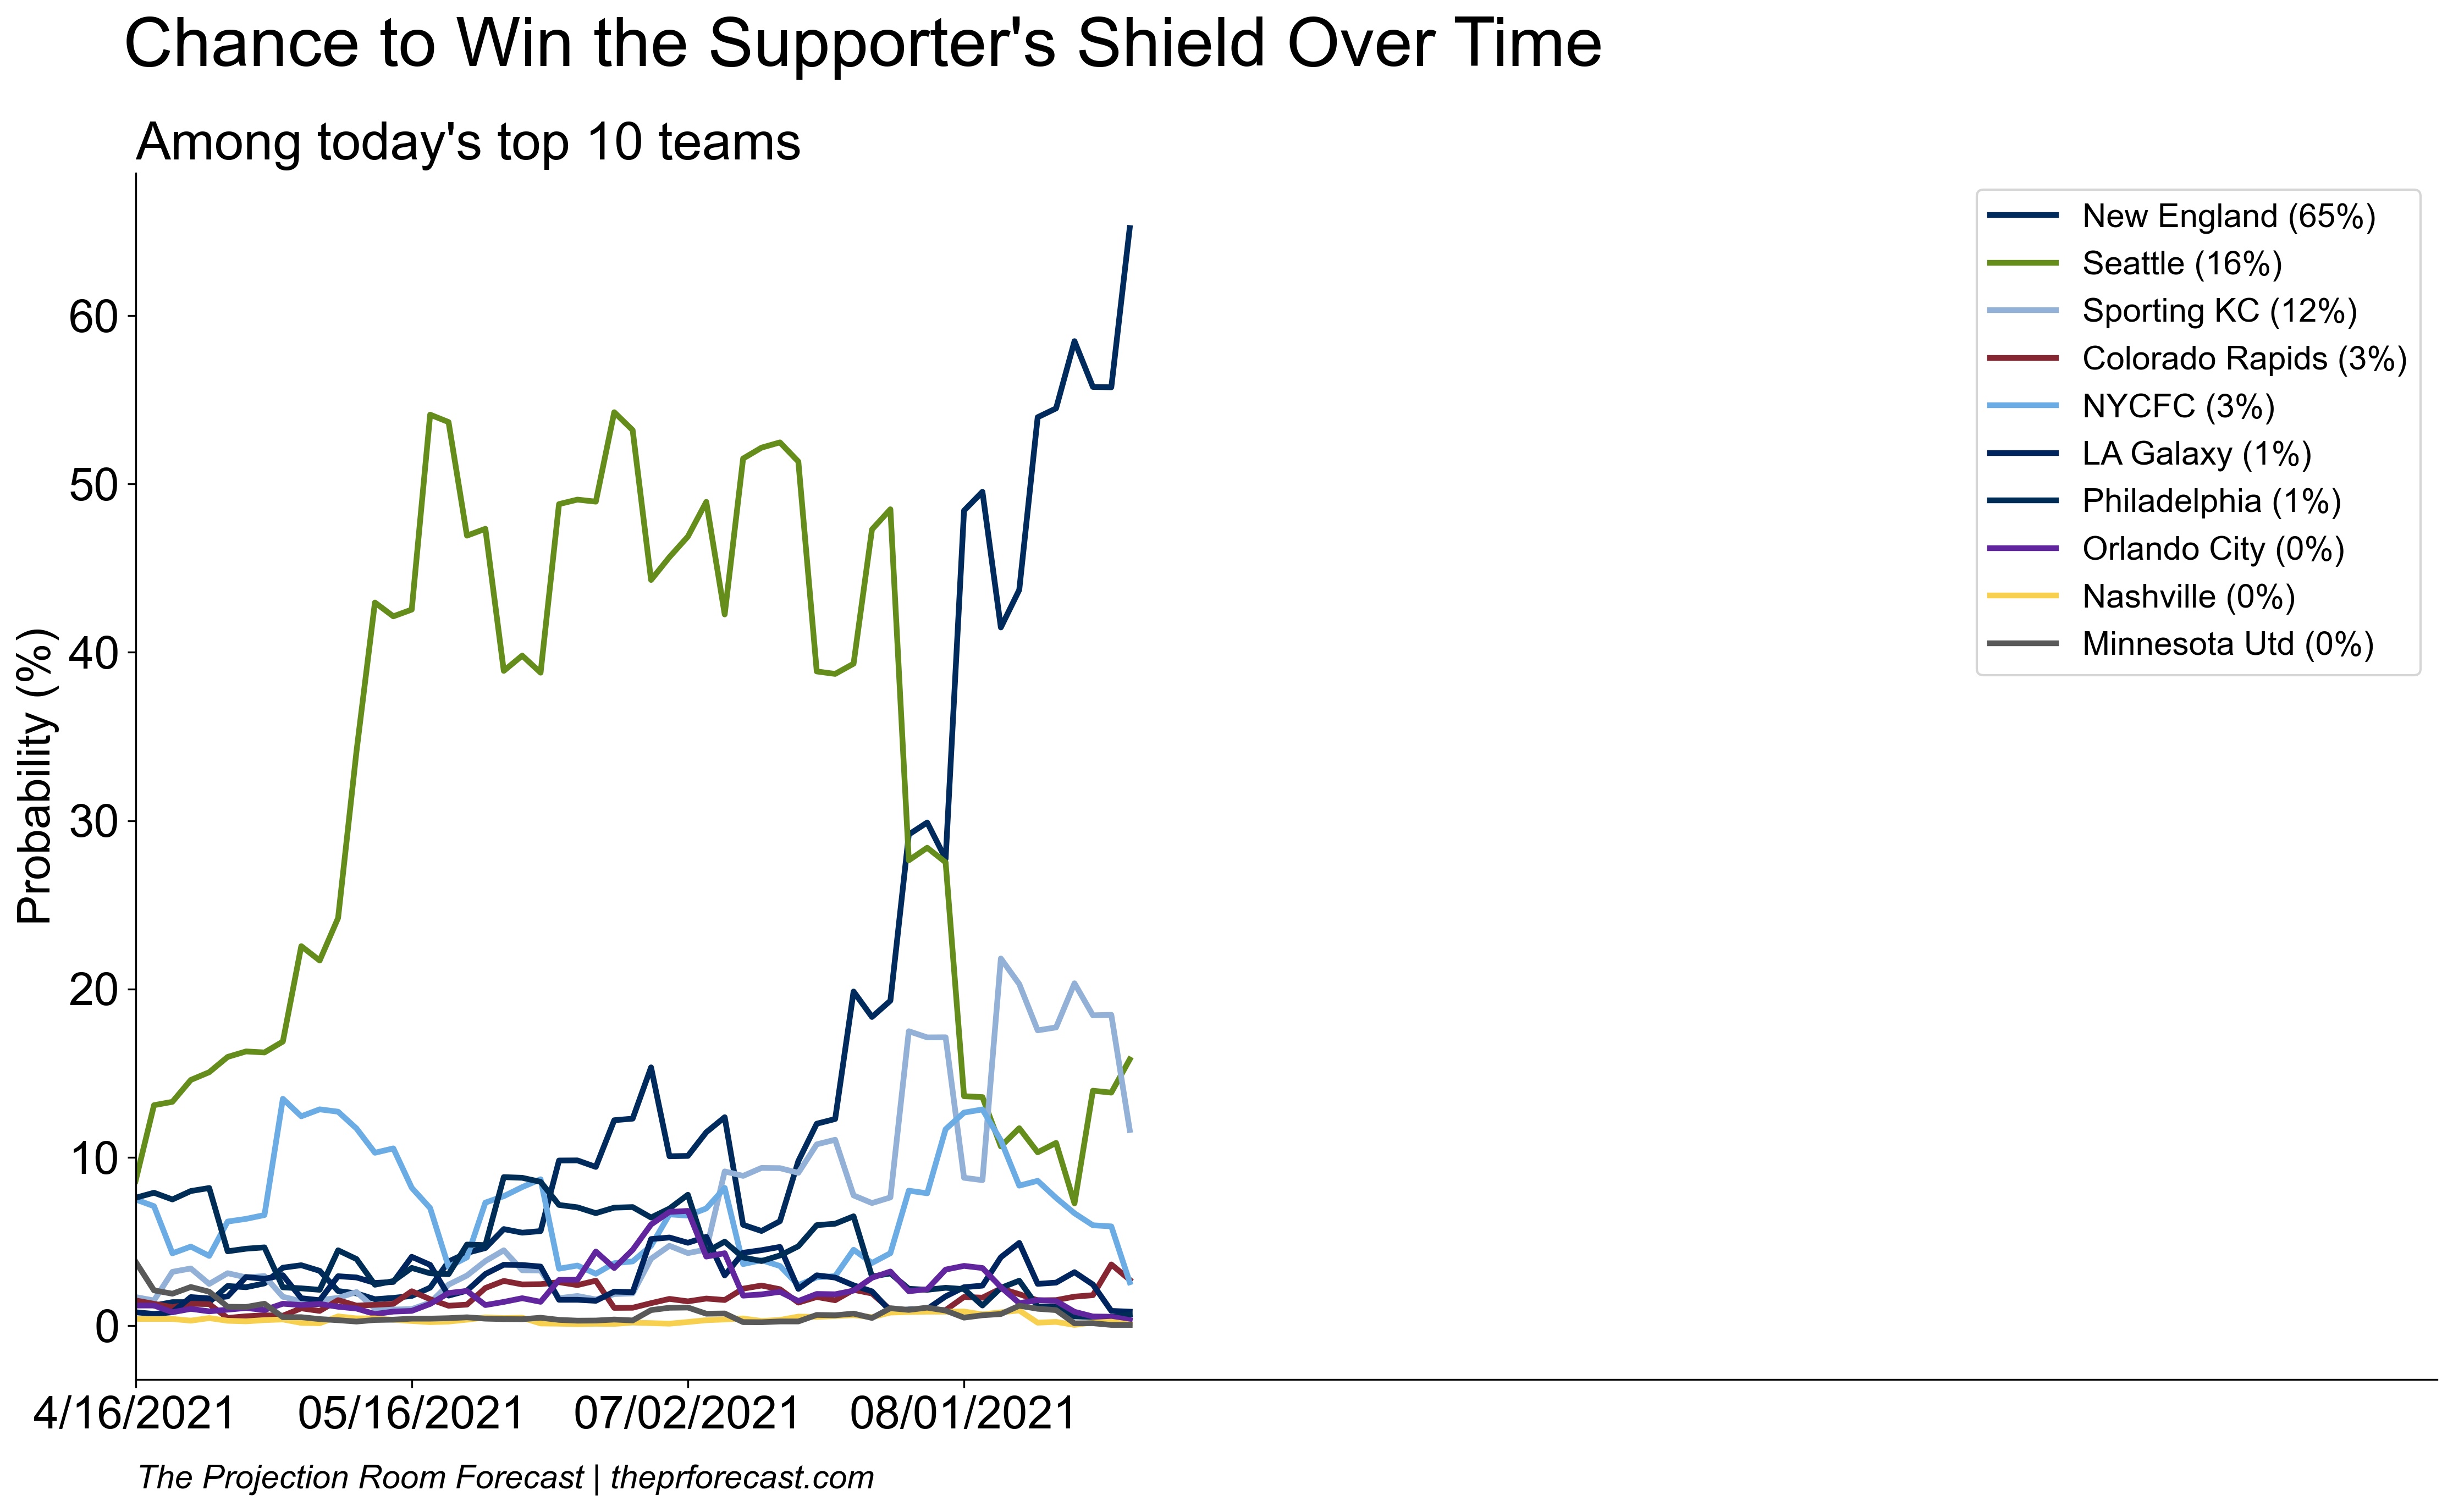 Chance to Win the Supporter's Shield Over Time
Among today's top 10 teams
Probability (%)
60
50
40
30
20
10
0
4/16/2021
05/16/2021
07/02/2021
08/01/2021
New England (65%)
Seattle (16%)
Sporting KC (12%)
Colorado Rapids (3%)
NYCFC (3%)
LA Galaxy (1%)
Philadelphia (1%)
Orlando City (0%)
Nashville (0%)
Minnesota Utd (0%)
The Projection Room Forecast | theprforecast.com